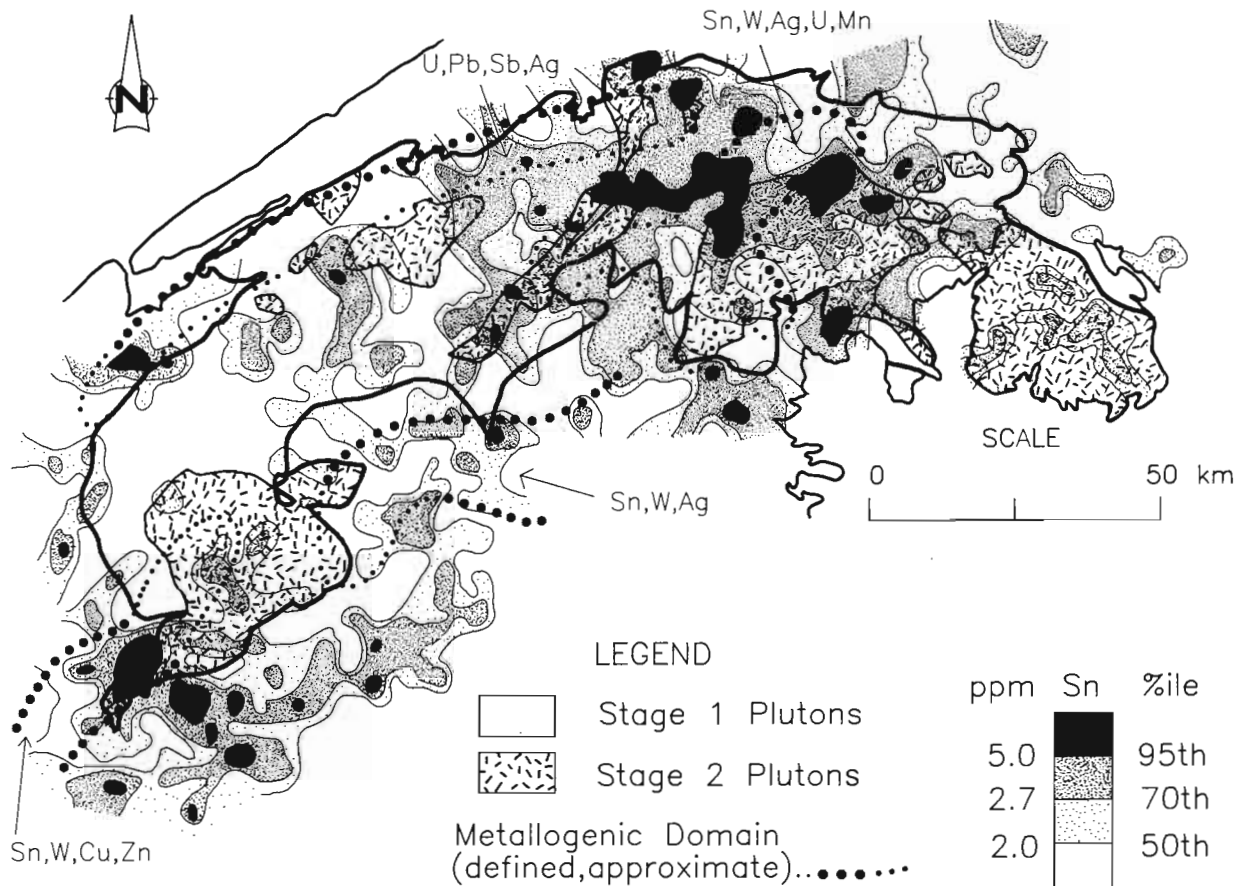 Sn,W,Ag,U,Mn
U,Pb,Sb,Ag
N
SCALE
0 50 km
Sn,W,Ag
LEGEND
Stage 1 Plutons
Stage 2 Plutons
Metallogenic Domain
(defined,approximate)..
ppm Sn %ile
5.0 95th
2.7 70th
2.0 50th
Sn,W,Cu,Zn